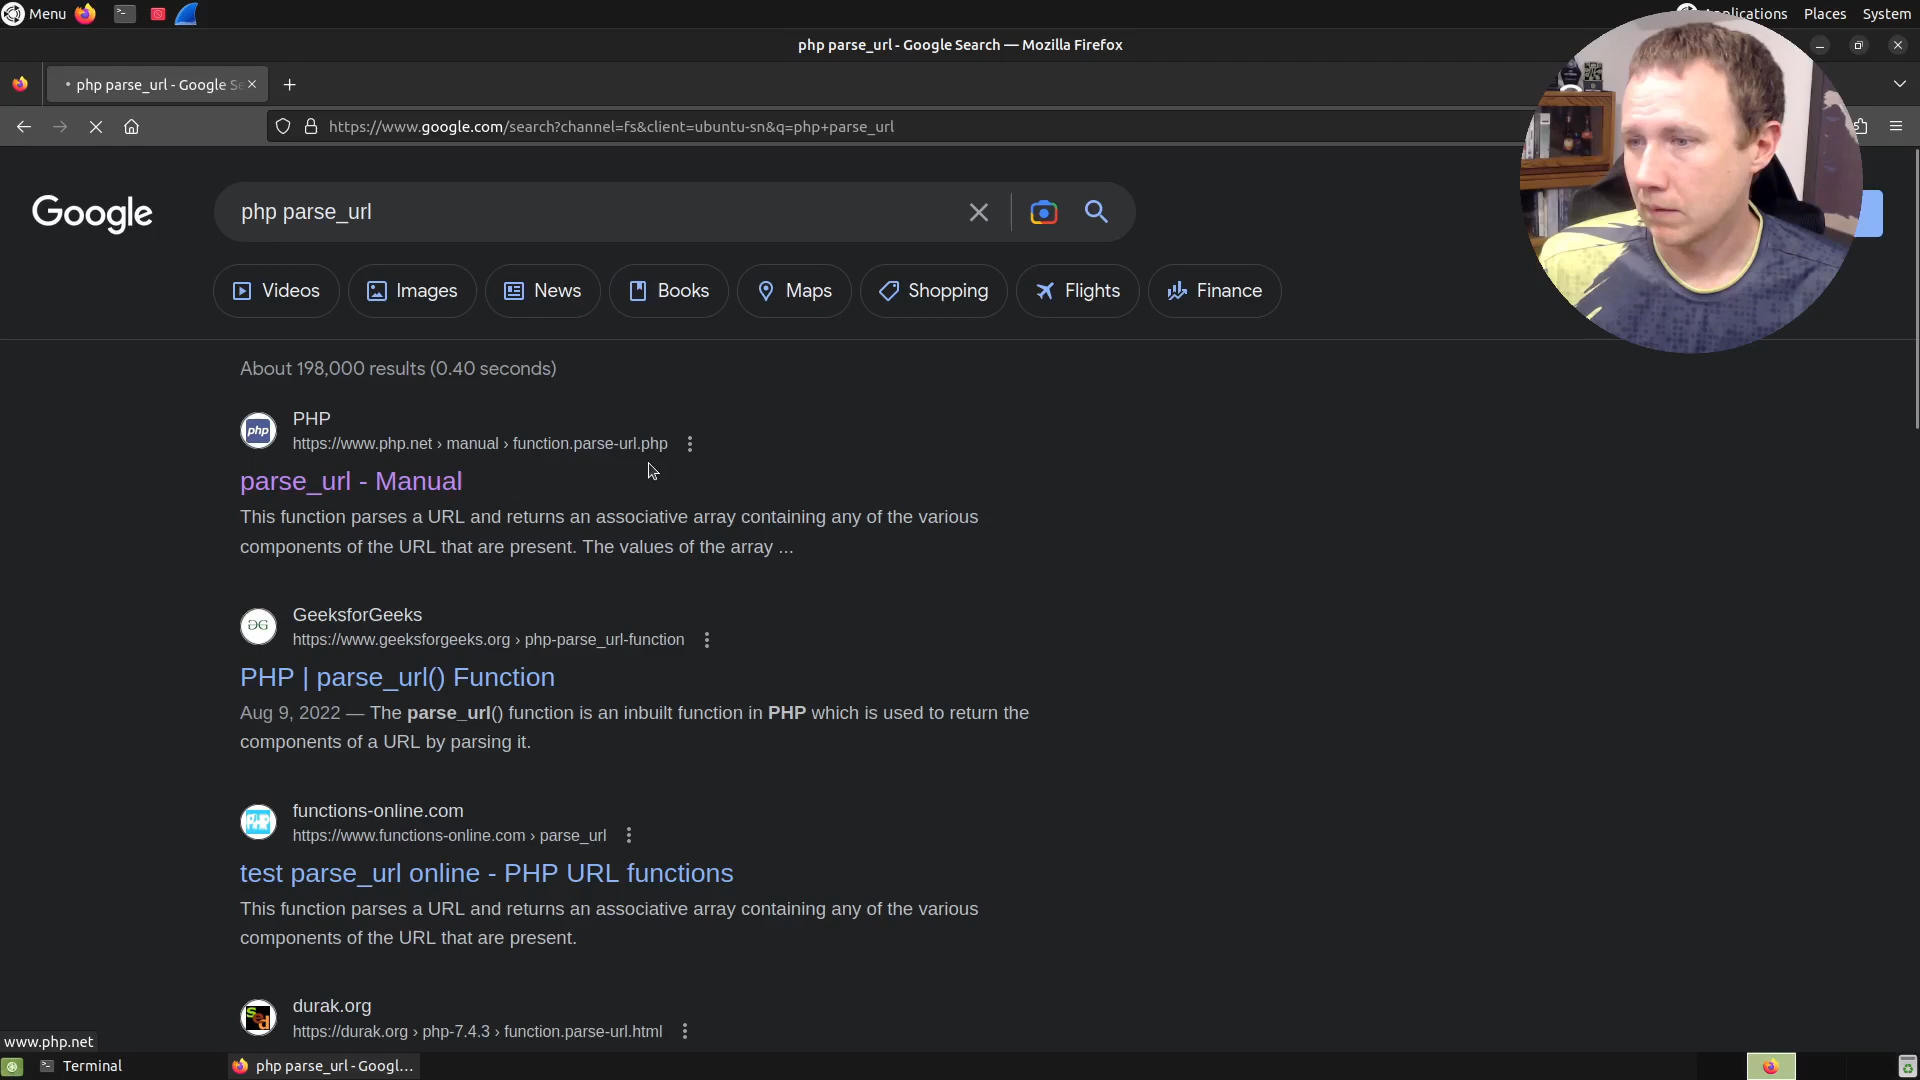 Menu
Applications Places System
php parse_url - Google Search — Mozilla Firefox
php parse_url - Google Se
https://www.google.com/search?channel=fs&client=ubuntu-sn&q=php+parse_url
Google
php parse_url
Videos
Images
News
Books
Maps
Shopping
Flights
Finance
About 198,000 results (0.40 seconds)
php
PHP
https://www.php.net › manual › function.parse-url.php
parse_url - Manual
This function parses a URL and returns an associative array containing any of the various
components of the URL that are present. The values of the array ...
GeeksforGeeks
https://www.geeksforgeeks.org › php-parse_url-function
PHP | parse_url() Function
Aug 9, 2022 — The parse_url() function is an inbuilt function in PHP which is used to return the
components of a URL by parsing it.
PHP
functions-online.com
https://www.functions-online.com › parse_url
test parse_url online - PHP URL functions
This function parses a URL and returns an associative array containing any of the various
components of the URL that are present.
sed
durak.org
https://durak.org › php-7.4.3 › function.parse-url.html
www.php.net
Terminal
php parse_url - Googl...